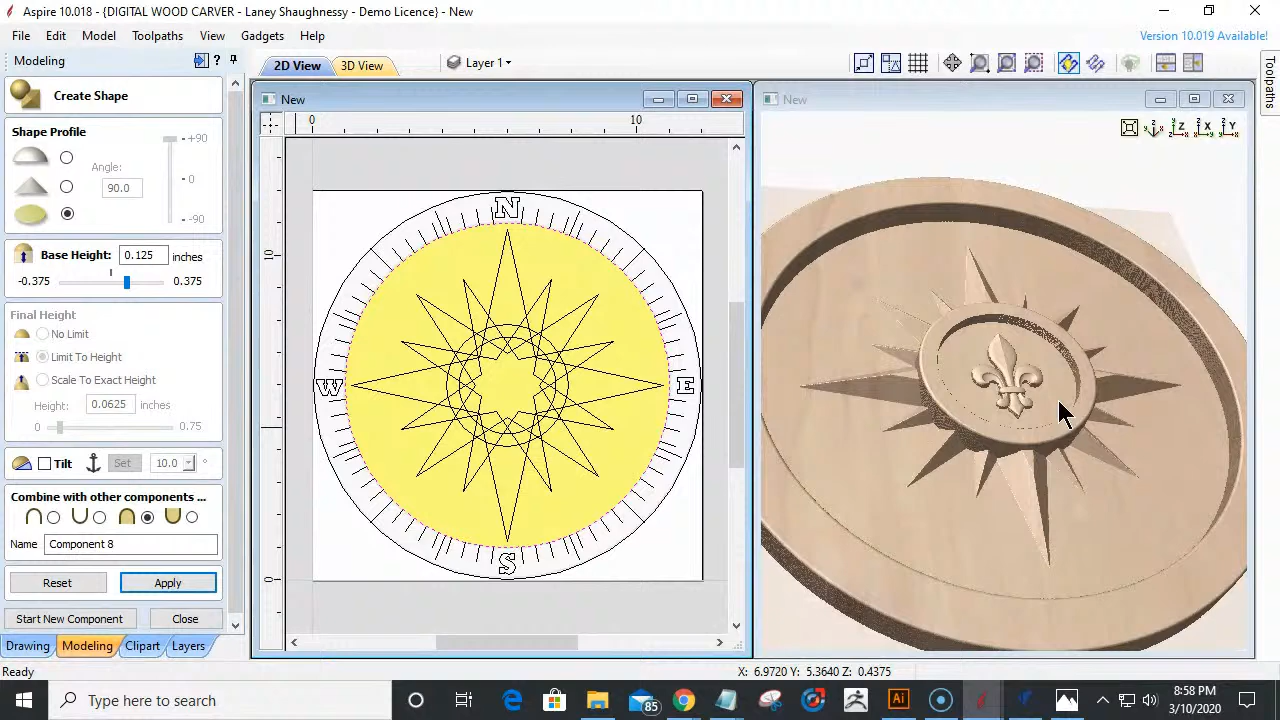 Aspire 10.018 - {DIGITAL WOOD CARVER - Laney Shaughnessy - Demo Licence} - New
File Edit Model Toolpaths View Gadgets Help
Version 10.019 Available!
Modeling
2D View 3D View
Layer 1
Create Shape
Shape Profile
+90
Angle:
0
90.0
-90
Base Height: 0.125 inches
-0.375 0.375
Final Height
No Limit
Limit To Height
Scale To Exact Height
Height: 0.0625 inches
0 0.75
Tilt Set 10.0 °
Combine with other components ...
Name Component 8
Reset Apply
Start New Component Close
Drawing Modeling Clipart Layers
New
0 10
10
0
N
W E
S
New
Z X Y
Toolpaths
Ready
X: 6.9720 Y: 5.3640 Z: 0.4375
Type here to search
85
Ai
8:58 PM
3/10/2020